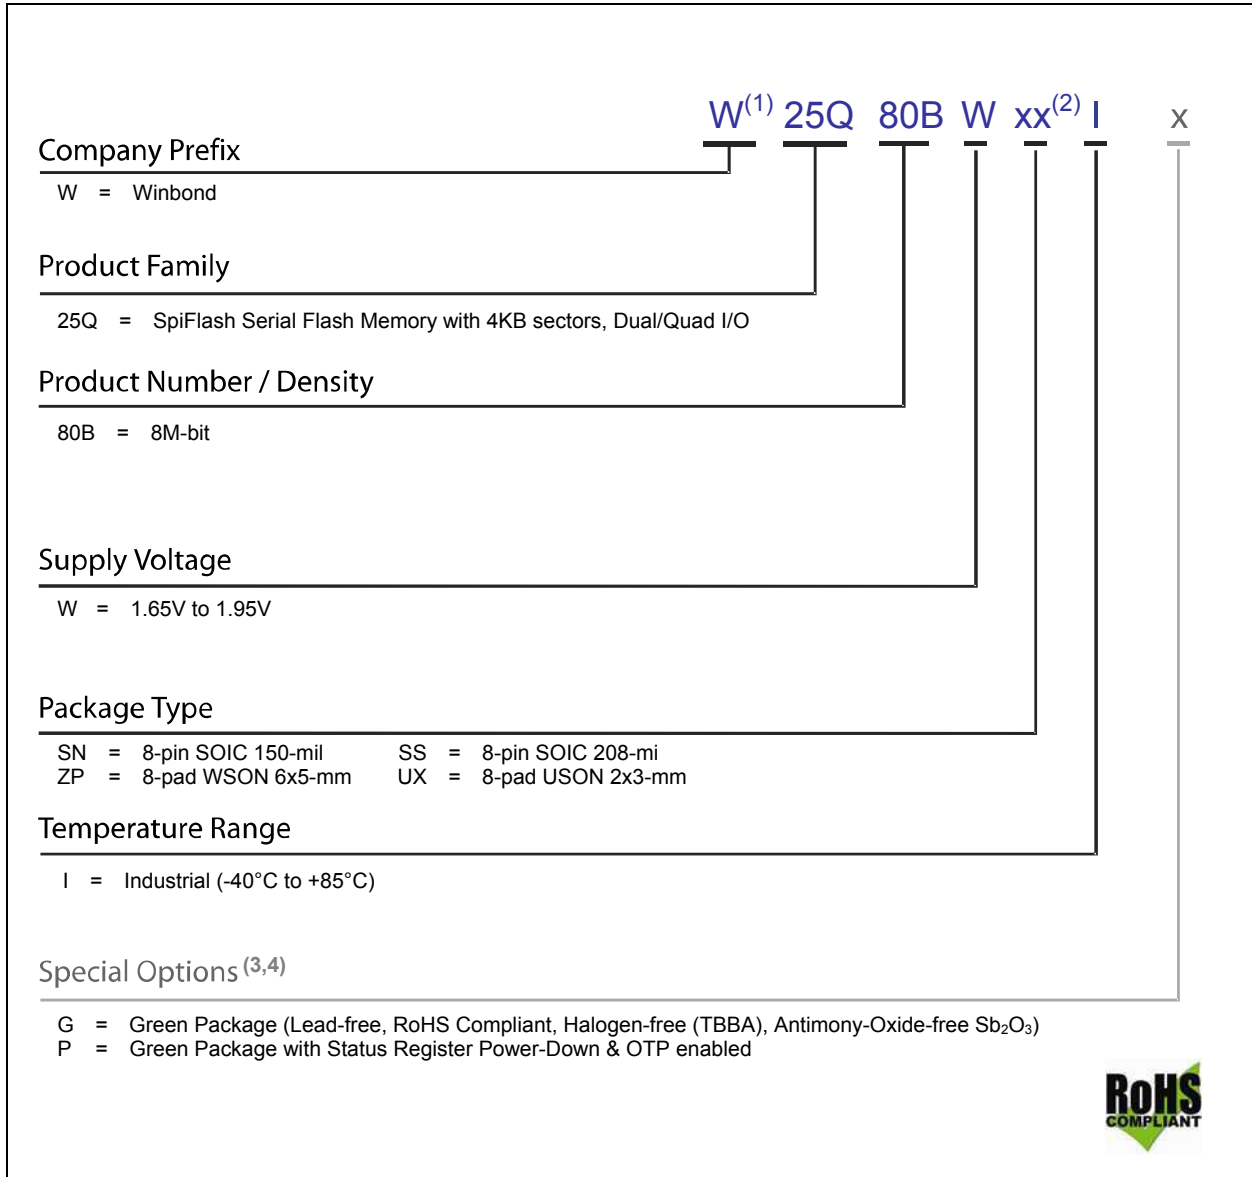 W(1) 25Q 80B W xx(2) I x
Company Prefix
W = Winbond
Product Family
25Q = SpiFlash Serial Flash Memory with 4KB sectors, Dual/Quad I/O
Product Number / Density
80B = 8M-bit
Supply Voltage
W = 1.65V to 1.95V
Package Type
SN = 8-pin SOIC 150-mil SS = 8-pin SOIC 208-mi
ZP = 8-pad WSON 6x5-mm UX = 8-pad USON 2x3-mm
Temperature Range
I = Industrial (-40°C to +85°C)
Special Options (3,4)
G = Green Package (Lead-free, RoHS Compliant, Halogen-free (TBBA), Antimony-Oxide-free Sb₂O₃)
P = Green Package with Status Register Power-Down & OTP enabled
RoHS
COMPLIANT